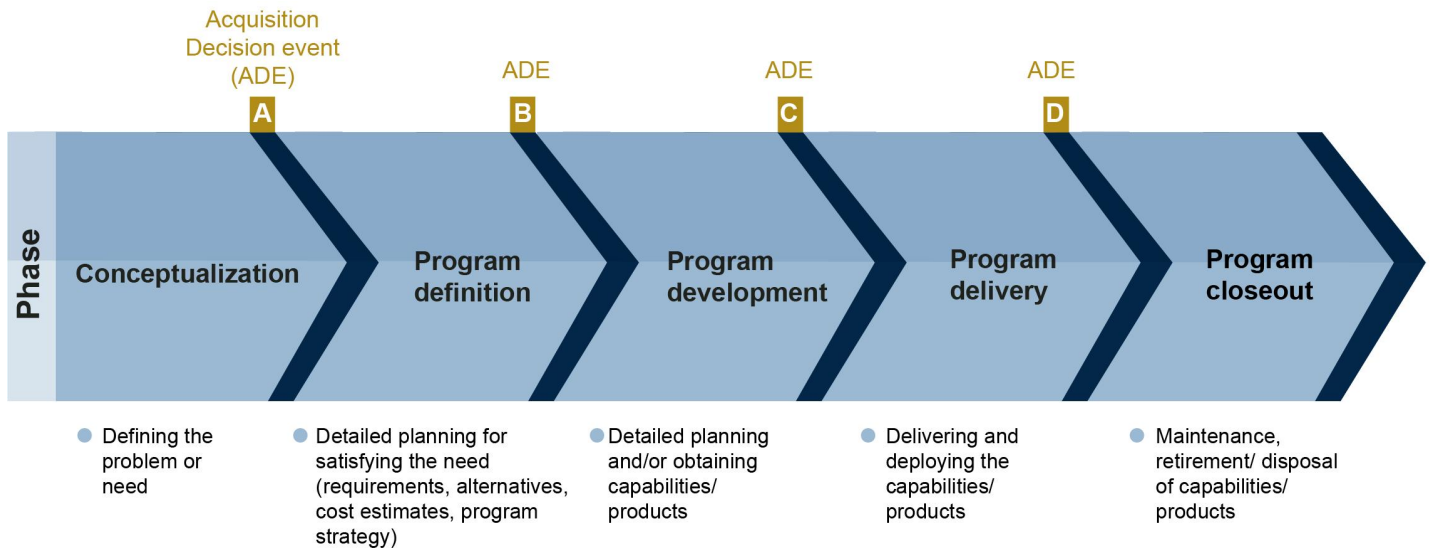 Acquisition
Decision event
(ADE)
ADE
ADE
ADE
A
B
C
D
Phase
Conceptualization
Program
definition
Program
development
Program
delivery
Program
closeout
Defining the
problem or
need
Detailed planning for
satisfying the need
(requirements, alternatives,
cost estimates, program
strategy)
Detailed planning
and/or obtaining
capabilities/
products
Delivering and
deploying the
capabilities/
products
Maintenance,
retirement/ disposal
of capabilities/
products